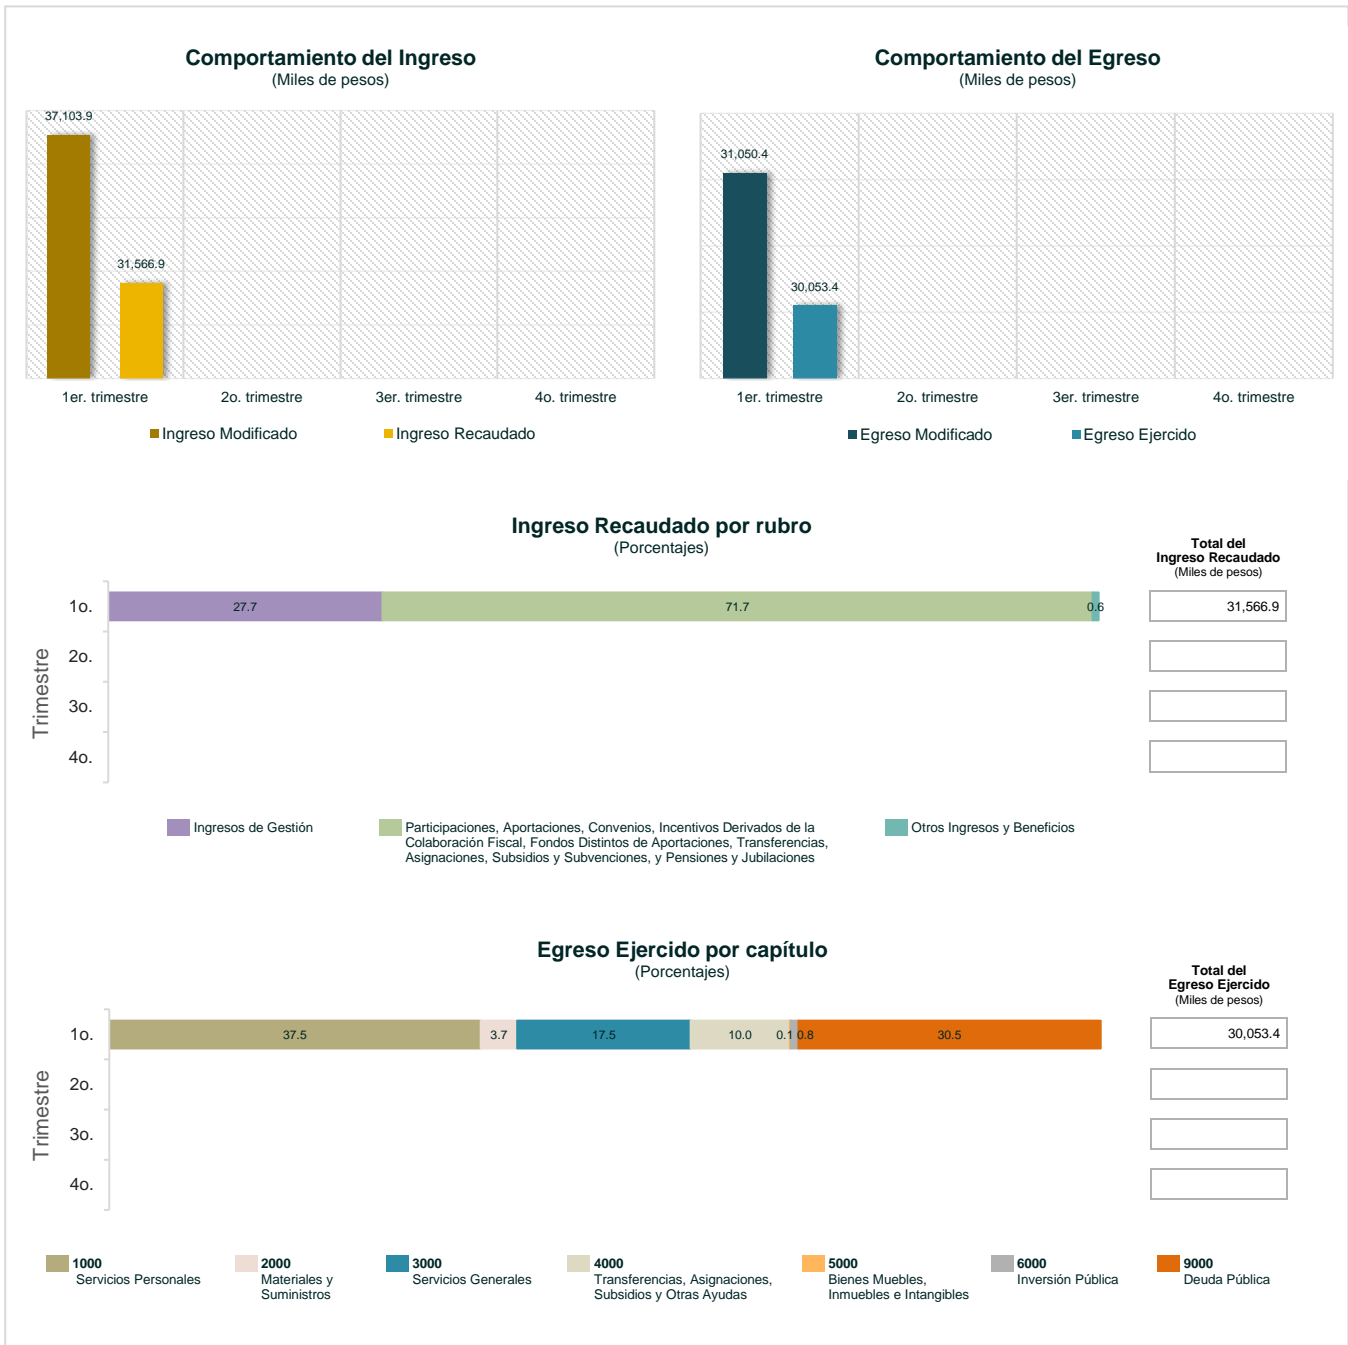 Comportamiento del Ingreso
(Miles de pesos)
37,103.9
31,566.9
1er. trimestre
2o. trimestre
3er. trimestre
4o. trimestre
Ingreso Modificado
Ingreso Recaudado
Comportamiento del Egreso
(Miles de pesos)
31,050.4
30,053.4
1er. trimestre
2o. trimestre
3er. trimestre
4o. trimestre
Egreso Modificado
Egreso Ejercido
Ingreso Recaudado por rubro
(Porcentajes)
Total del
Ingreso Recaudado
(Miles de pesos)
Trimestre
1o.
27.7
71.7
0.6
31,566.9
2o.
3o.
4o.
Ingresos de Gestión
Participaciones, Aportaciones, Convenios, Incentivos Derivados de la
Colaboración Fiscal, Fondos Distintos de Aportaciones, Transferencias,
Asignaciones, Subsidios y Subvenciones, y Pensiones y Jubilaciones
Otros Ingresos y Beneficios
Egreso Ejercido por capítulo
(Porcentajes)
Total del
Egreso Ejercido
(Miles de pesos)
Trimestre
1o.
37.5
3.7
17.5
10.0
0.1
0.8
30.5
30,053.4
2o.
3o.
4o.
1000
Servicios Personales
2000
Materiales y
Suministros
3000
Servicios Generales
4000
Transferencias, Asignaciones,
Subsidios y Otras Ayudas
5000
Bienes Muebles,
Inmuebles e Intangibles
6000
Inversión Pública
9000
Deuda Pública